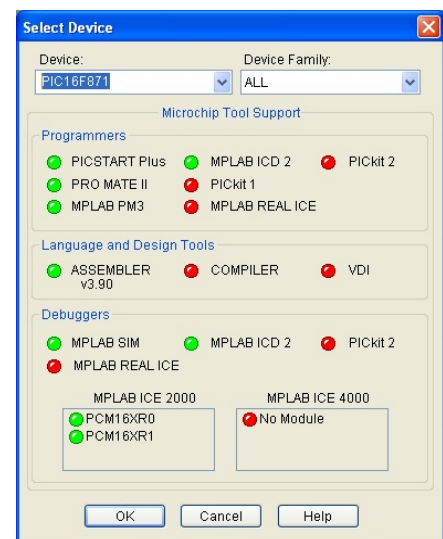 Select Device
Device: Device Family:
PIC16F871 ALL
Microchip Tool Support
Programmers
PICSTART Plus MPLAB ICD 2 PICkit 2
PRO MATE II PICkit 1
MPLAB PM3 MPLAB REAL ICE
Language and Design Tools
ASSEMBLER COMPILER VDI
v3.90
Debuggers
MPLAB SIM MPLAB ICD 2 PICkit 2
MPLAB REAL ICE
MPLAB ICE 2000 MPLAB ICE 4000
PCM16XR0 No Module
PCM16XR1
OK Cancel Help